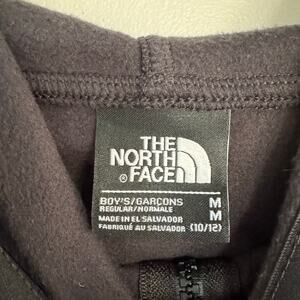 THE
NORTH
FACE
®
BOY'S/GARÇONS M
REGULAR/NORMALE M
MADE IN EL SALVADOR
FABRIQUÉ AU SALVADOR (10/12)